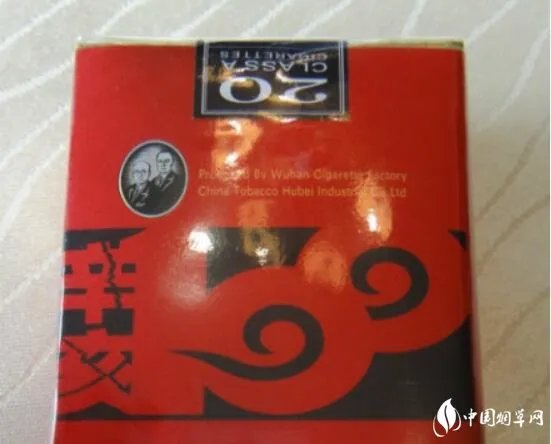 20
CLASS A
CIGARETTES
Produced By Wuhan Cigarette Factory
China Tobacco Hubei Industrial Co Ltd
中国烟草网